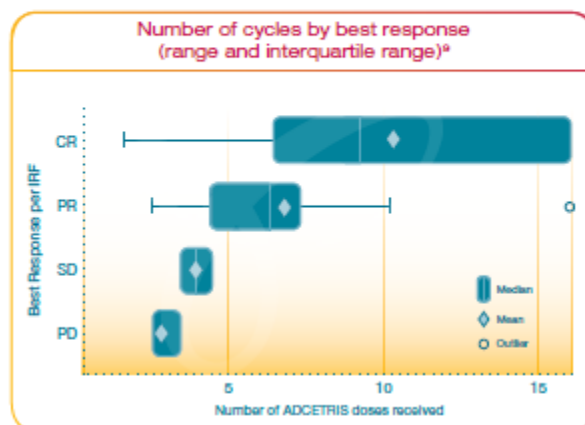 Number of cycles by best response
(range and interquartile range)⁹
Best Response per IRF
CR
PR
SD
PD
Median
Mean
Outlier
5
10
15
Number of ADCETRIS doses received